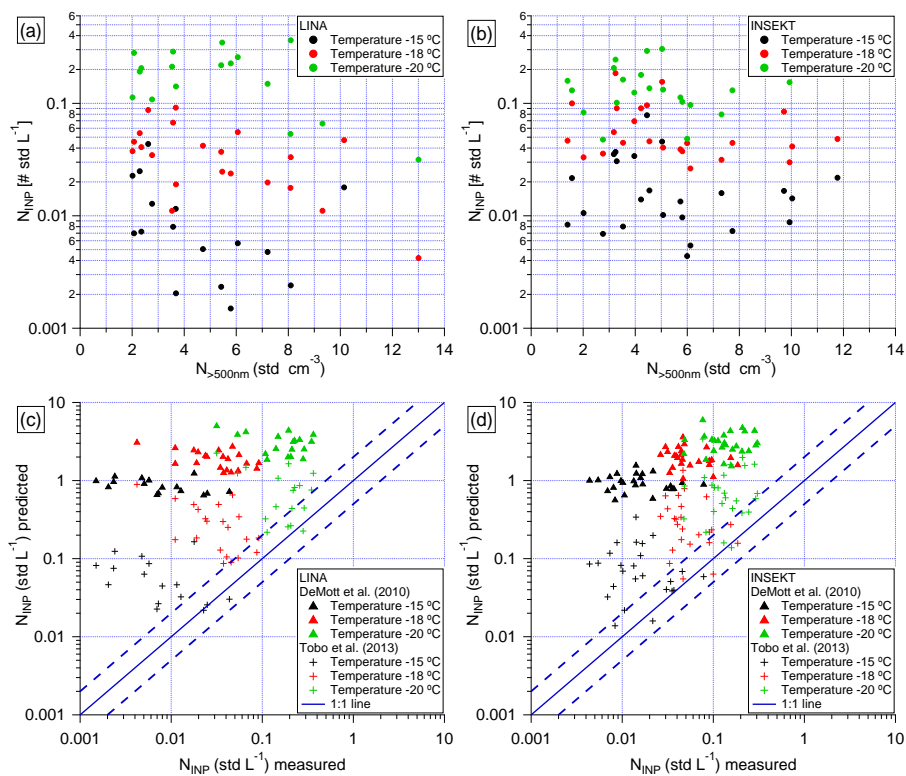 (a)
LINA
Temperature -15 ºC
Temperature -18 ºC
Temperature -20 ºC
N_INP [# std L⁻¹]
4
2
0.1
8
6
4
2
0.01
8
6
4
2
0.001
0 2 4 6 8 10 12 14
N_>500nm (std cm⁻³)
(b)
INSEKT
Temperature -15 ºC
Temperature -18 ºC
Temperature -20 ºC
N_INP [# std L⁻¹]
4
2
0.1
8
6
4
2
0.01
8
6
4
2
0.001
0 2 4 6 8 10 12 14
N_>500nm (std cm⁻³)
(c)
N_INP (std L⁻¹) predicted
10
1
0.1
0.01
0.001
LINA
DeMott et al. (2010)
Temperature -15 ºC
Temperature -18 ºC
Temperature -20 ºC
Tobo et al. (2013)
Temperature -15 ºC
Temperature -18 ºC
Temperature -20 ºC
1:1 line
0.001 0.01 0.1 1 10
N_INP (std L⁻¹) measured
(d)
N_INP (std L⁻¹) predicted
10
1
0.1
0.01
0.001
INSEKT
DeMott et al. (2010)
Temperature -15 ºC
Temperature -18 ºC
Temperature -20 ºC
Tobo et al. (2013)
Temperature -15 ºC
Temperature -18 ºC
Temperature -20 ºC
1:1 line
0.001 0.01 0.1 1 10
N_INP (std L⁻¹) measured